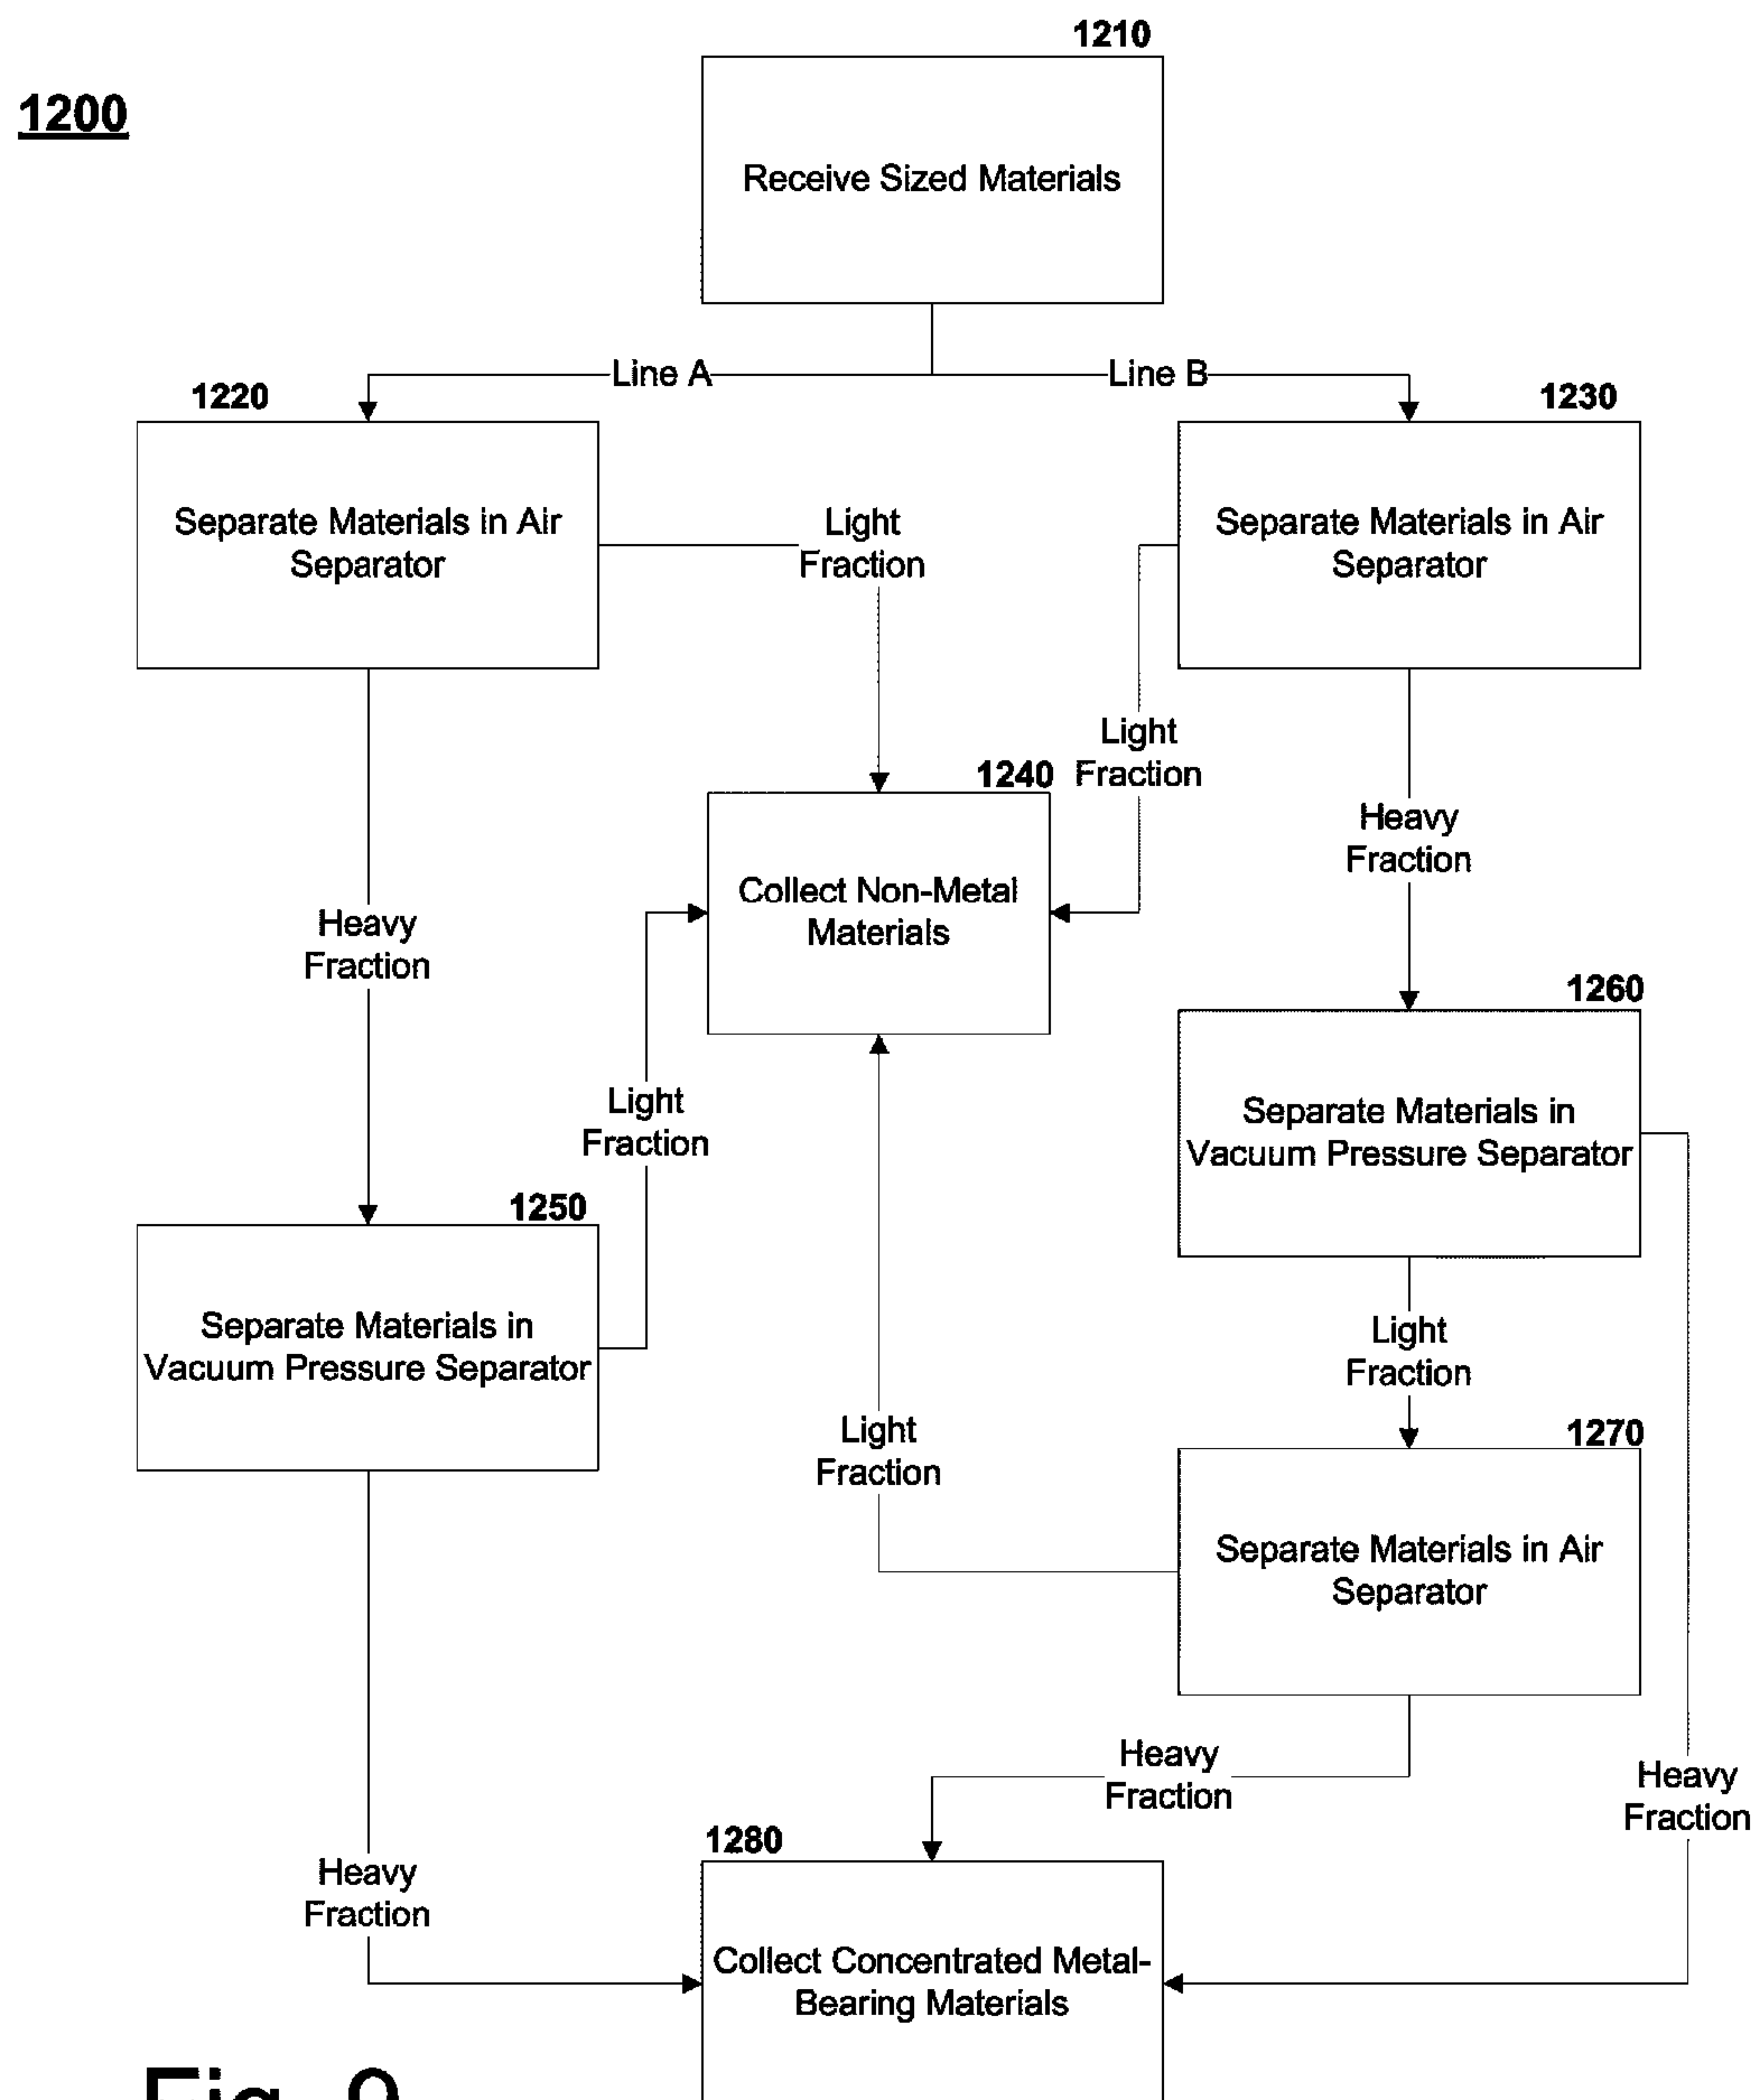 1210
1200
Receive Sized Materials
Line A
Line B
1220
1230
Separate Materials in Air
Separator
Light
Fraction
Separate Materials in Air
Separator
Light
Fraction
1240
Heavy
Fraction
Collect Non-Metal
Materials
Heavy
Fraction
1260
Light
Fraction
Separate Materials in
Vacuum Pressure Separator
1250
Separate Materials in
Vacuum Pressure Separator
Light
Fraction
Light
Fraction
1270
Separate Materials in Air
Separator
Heavy
Fraction
Heavy
Fraction
1280
Heavy
Fraction
Collect Concentrated Metal-
Bearing Materials
Fig. 9